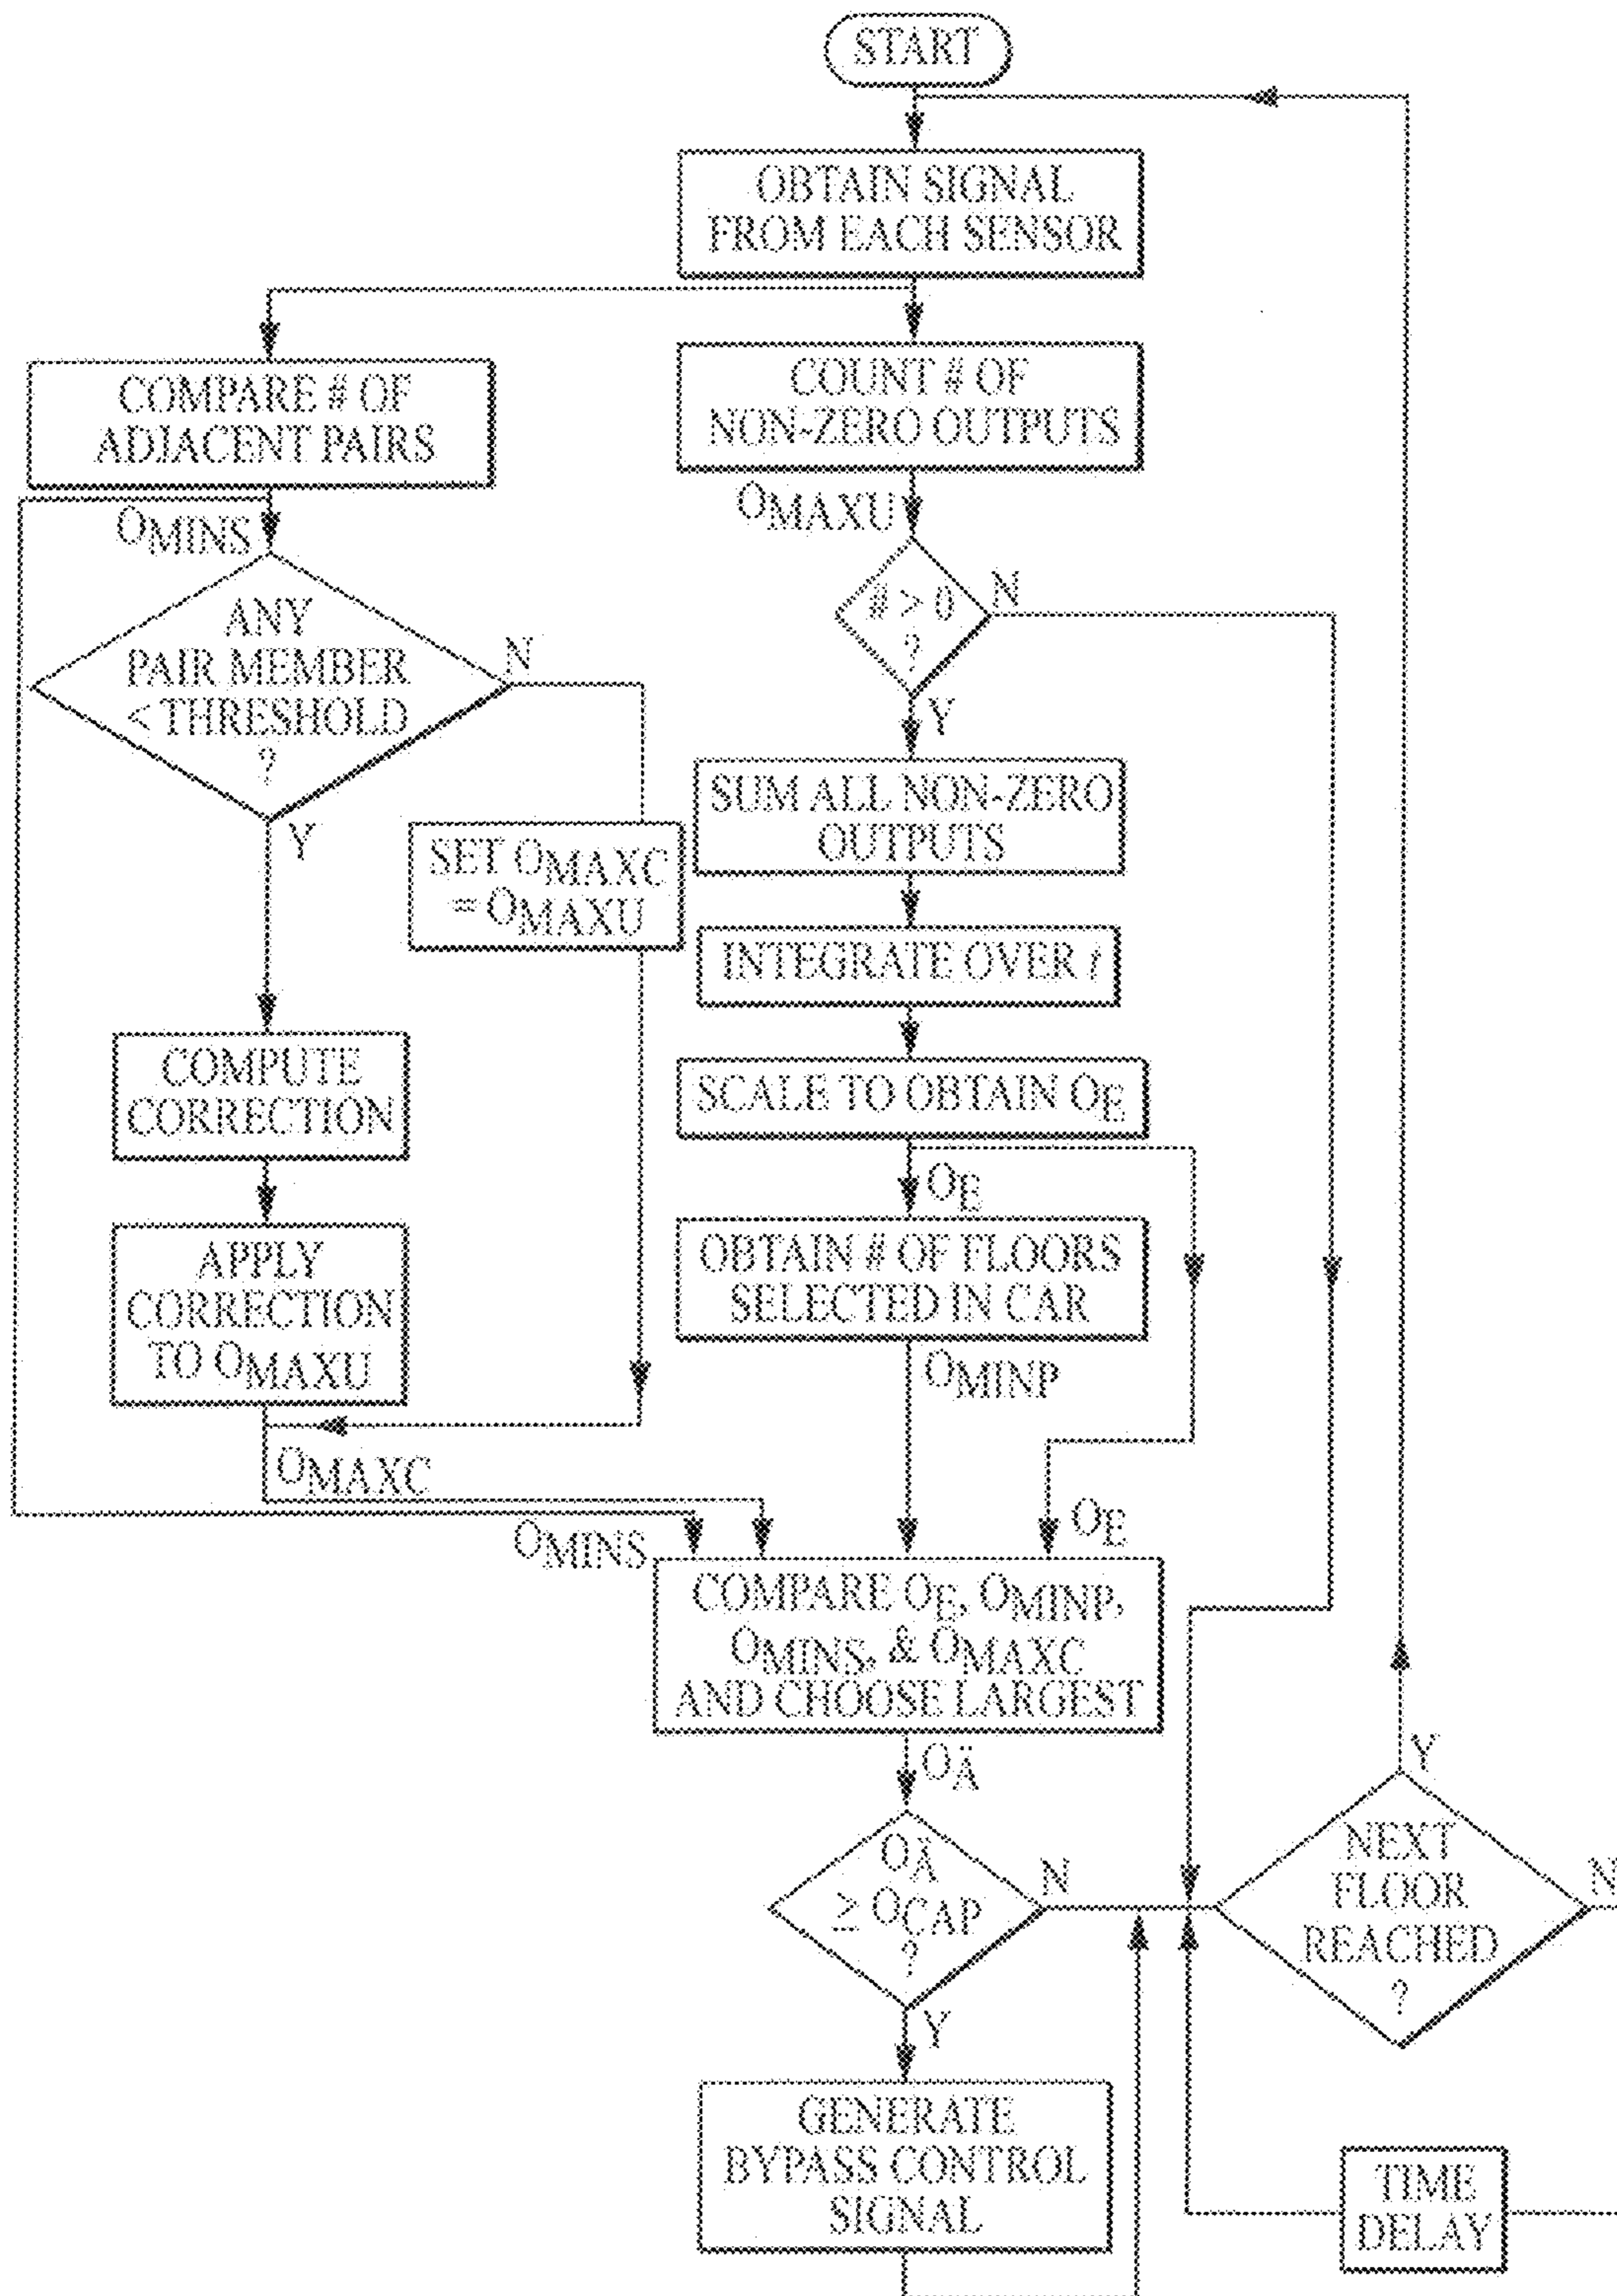 START
OBTAIN SIGNAL
FROM EACH SENSOR
COMPARE # OF
ADJACENT PAIRS
COUNT # OF
NON-ZERO OUTPUTS
OMINS
OMAXU
ANY
PAIR MEMBER
< THRESHOLD
?
N
Y
# > 0
?
N
Y
SET OMAXC
= OMAXU
SUM ALL NON-ZERO
OUTPUTS
INTEGRATE OVER t
COMPUTE
CORRECTION
SCALE TO OBTAIN OE
OE
APPLY
CORRECTION
TO OMAXU
OBTAIN # OF FLOORS
SELECTED IN CAR
OMINP
OMAXC
OMINS
OE
COMPARE OE, OMINP,
OMINS, & OMAXC
AND CHOOSE LARGEST
OÄ
OÄ
≥ OCAP
?
N
Y
NEXT
FLOOR
REACHED
?
Y
N
GENERATE
BYPASS CONTROL
SIGNAL
TIME
DELAY